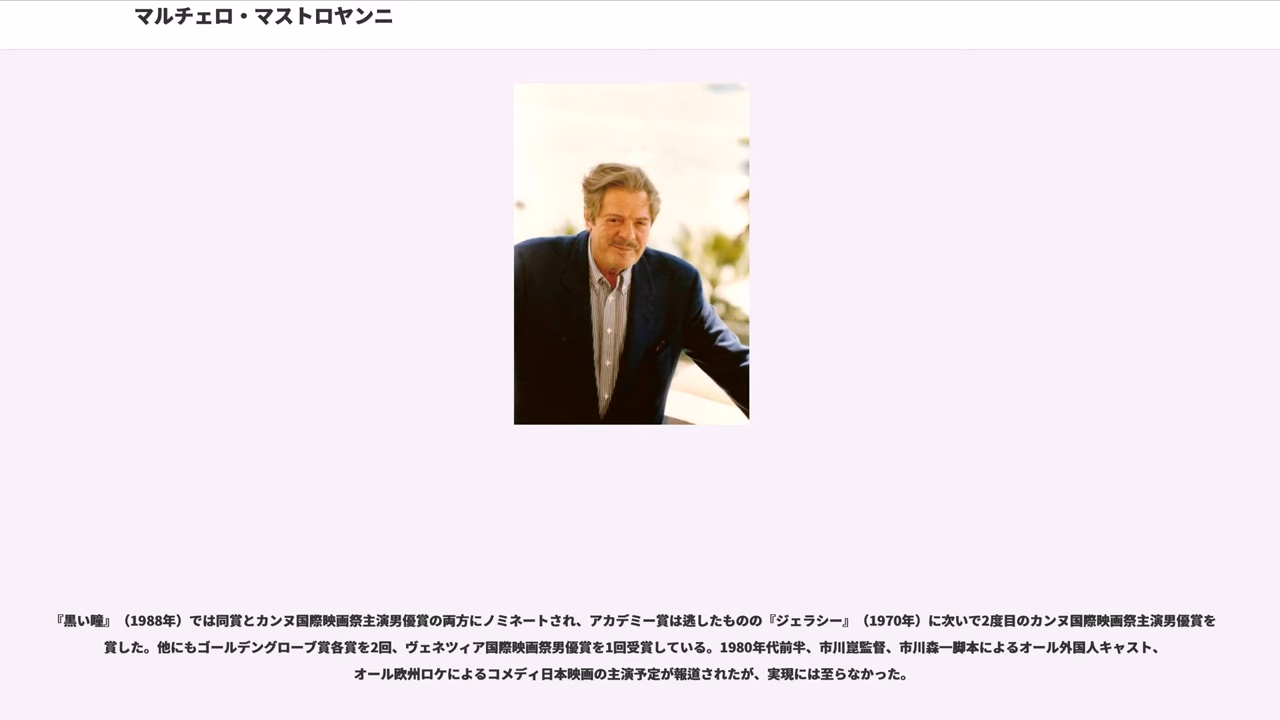 マルチェロ・マストロヤンニ
『黒い瞳』（1988年）では同賞とカンヌ国際映画祭主演男優賞の両方にノミネートされ、アカデミー賞は逃したものの『ジェラシー』（1970年）に次いで2度目のカンヌ国際映画祭主演男優賞を
賞した。他にもゴールデングローブ賞各賞を2回、ヴェネツィア国際映画祭男優賞を1回受賞している。1980年代前半、市川崑監督、市川森一脚本によるオール外国人キャスト、
オール欧州ロケによるコメディ日本映画の主演予定が報道されたが、実現には至らなかった。